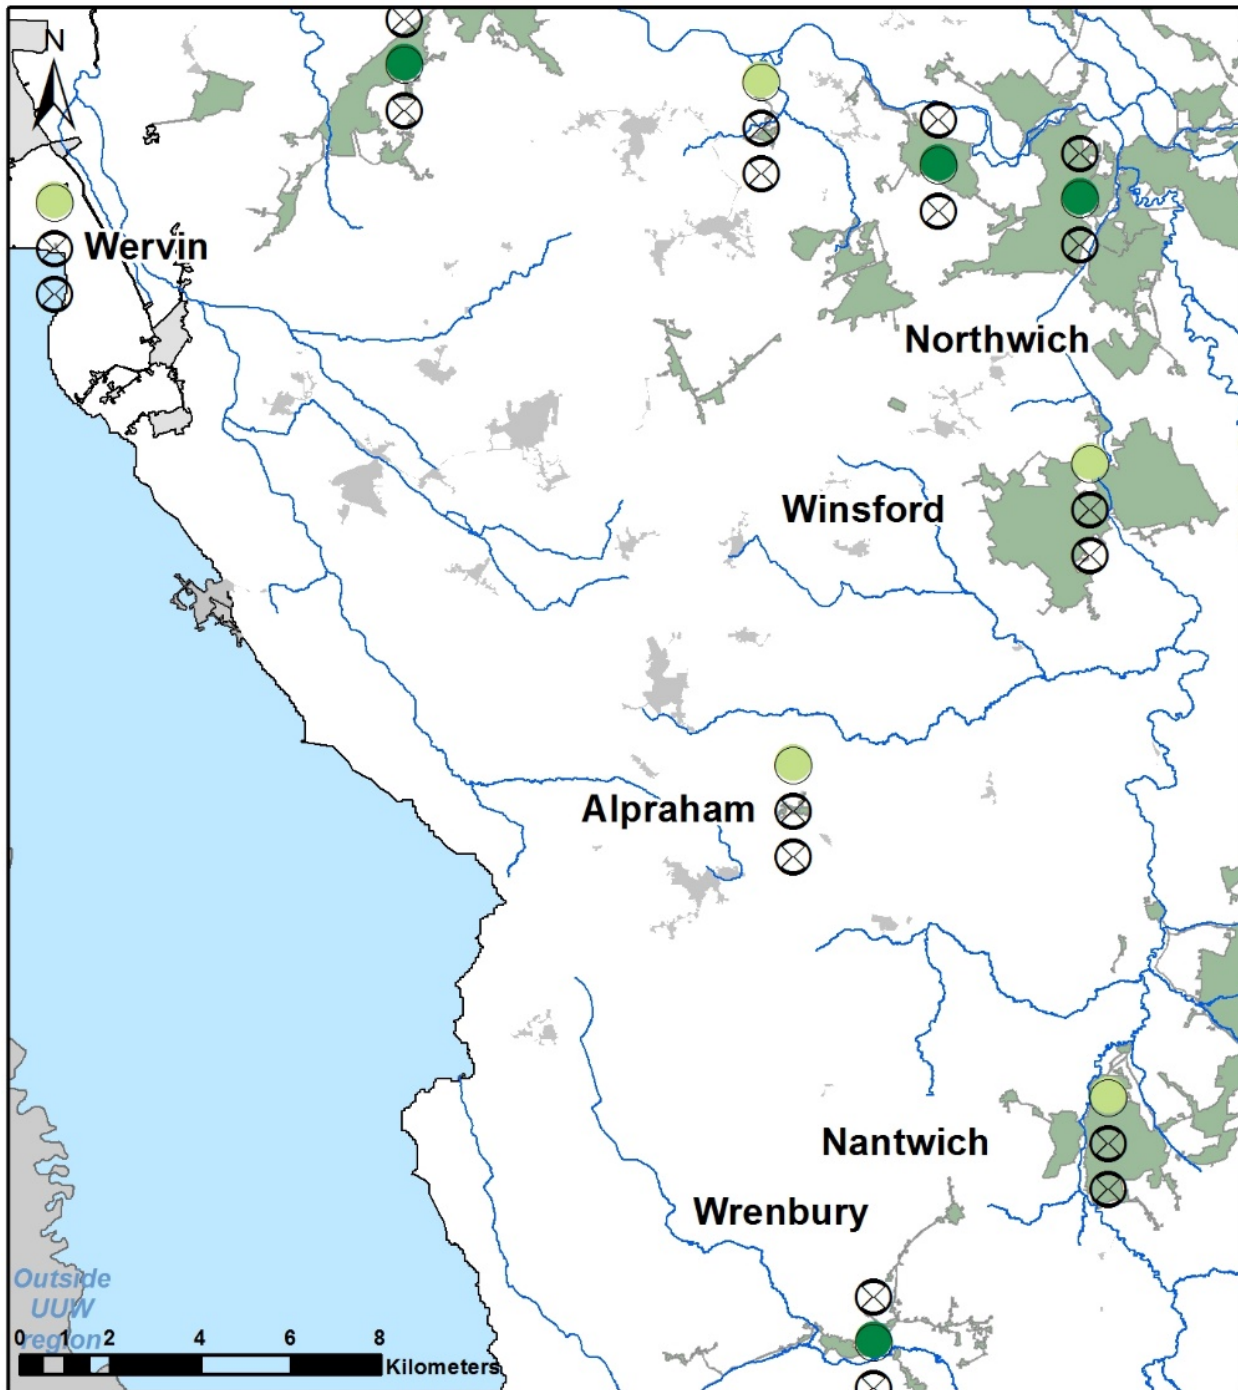 N
Wervin
Northwich
Winsford
Alpraham
Nantwich
Wrenbury
Outside
UUW
region
0 1 2 4 6 8
Kilometers